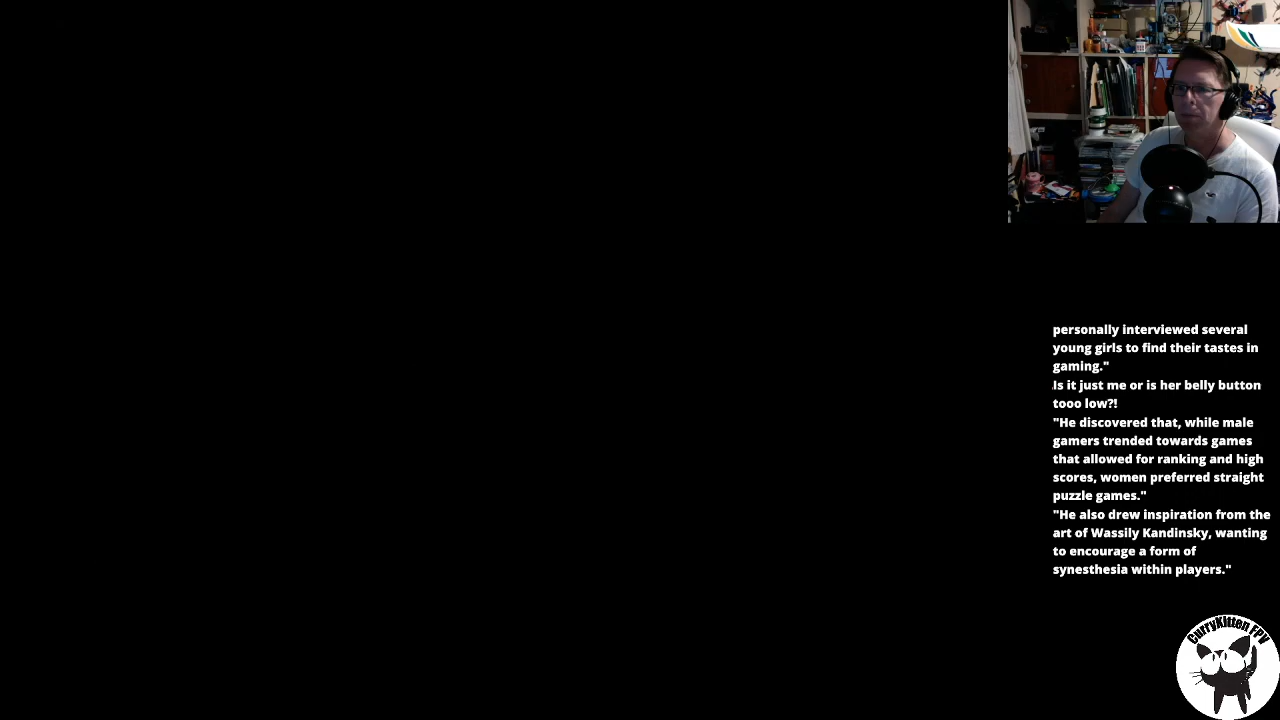 personally interviewed several
young girls to find their tastes in
gaming."
Is it just me or is her belly button
tooo low?!
"He discovered that, while male
gamers trended towards games
that allowed for ranking and high
scores, women preferred straight
puzzle games."
"He also drew inspiration from the
art of Wassily Kandinsky, wanting
to encourage a form of
synesthesia within players."
CurryKitten FPV